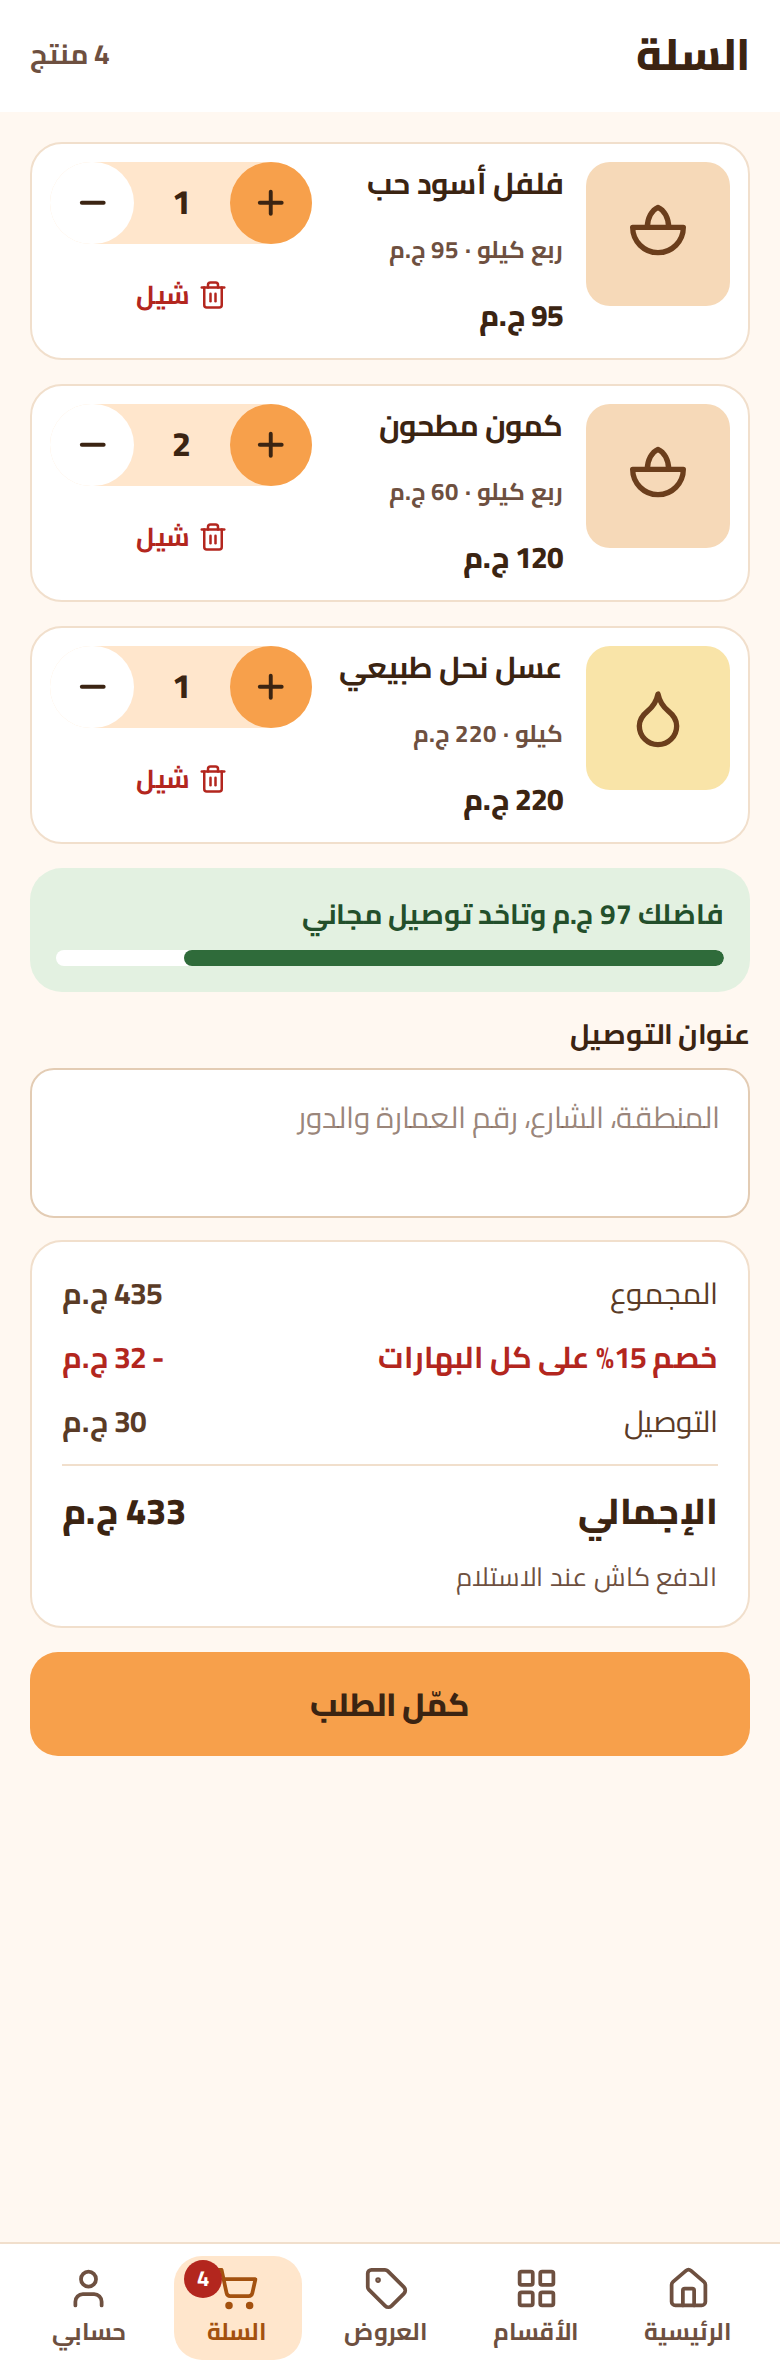 السلة
4 منتج
فلفل أسود حب
ربع كيلو · 95 ج.م
95 ج.م
1
شيل
كمون مطحون
ربع كيلو · 60 ج.م
120 ج.م
2
شيل
عسل نحل طبيعي
كيلو · 220 ج.م
220 ج.م
1
شيل
فاضلك 97 ج.م وتاخد توصيل مجاني
عنوان التوصيل
المنطقة، الشارع، رقم العمارة والدور
المجموع 435 ج.م
خصم 15% على كل البهارات - 32 ج.م
التوصيل 30 ج.م
الإجمالي 433 ج.م
الدفع كاش عند الاستلام
كمّل الطلب
الرئيسية
الأقسام
العروض
4
السلة
حسابي